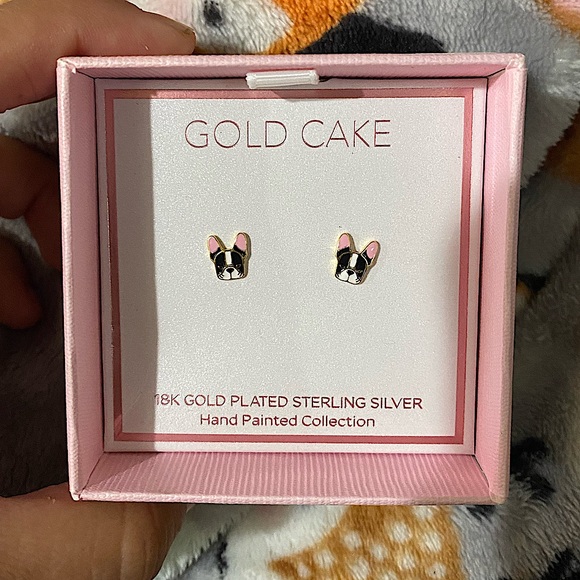 GOLD CAKE
18K GOLD PLATED STERLING SILVER
Hand Painted Collection